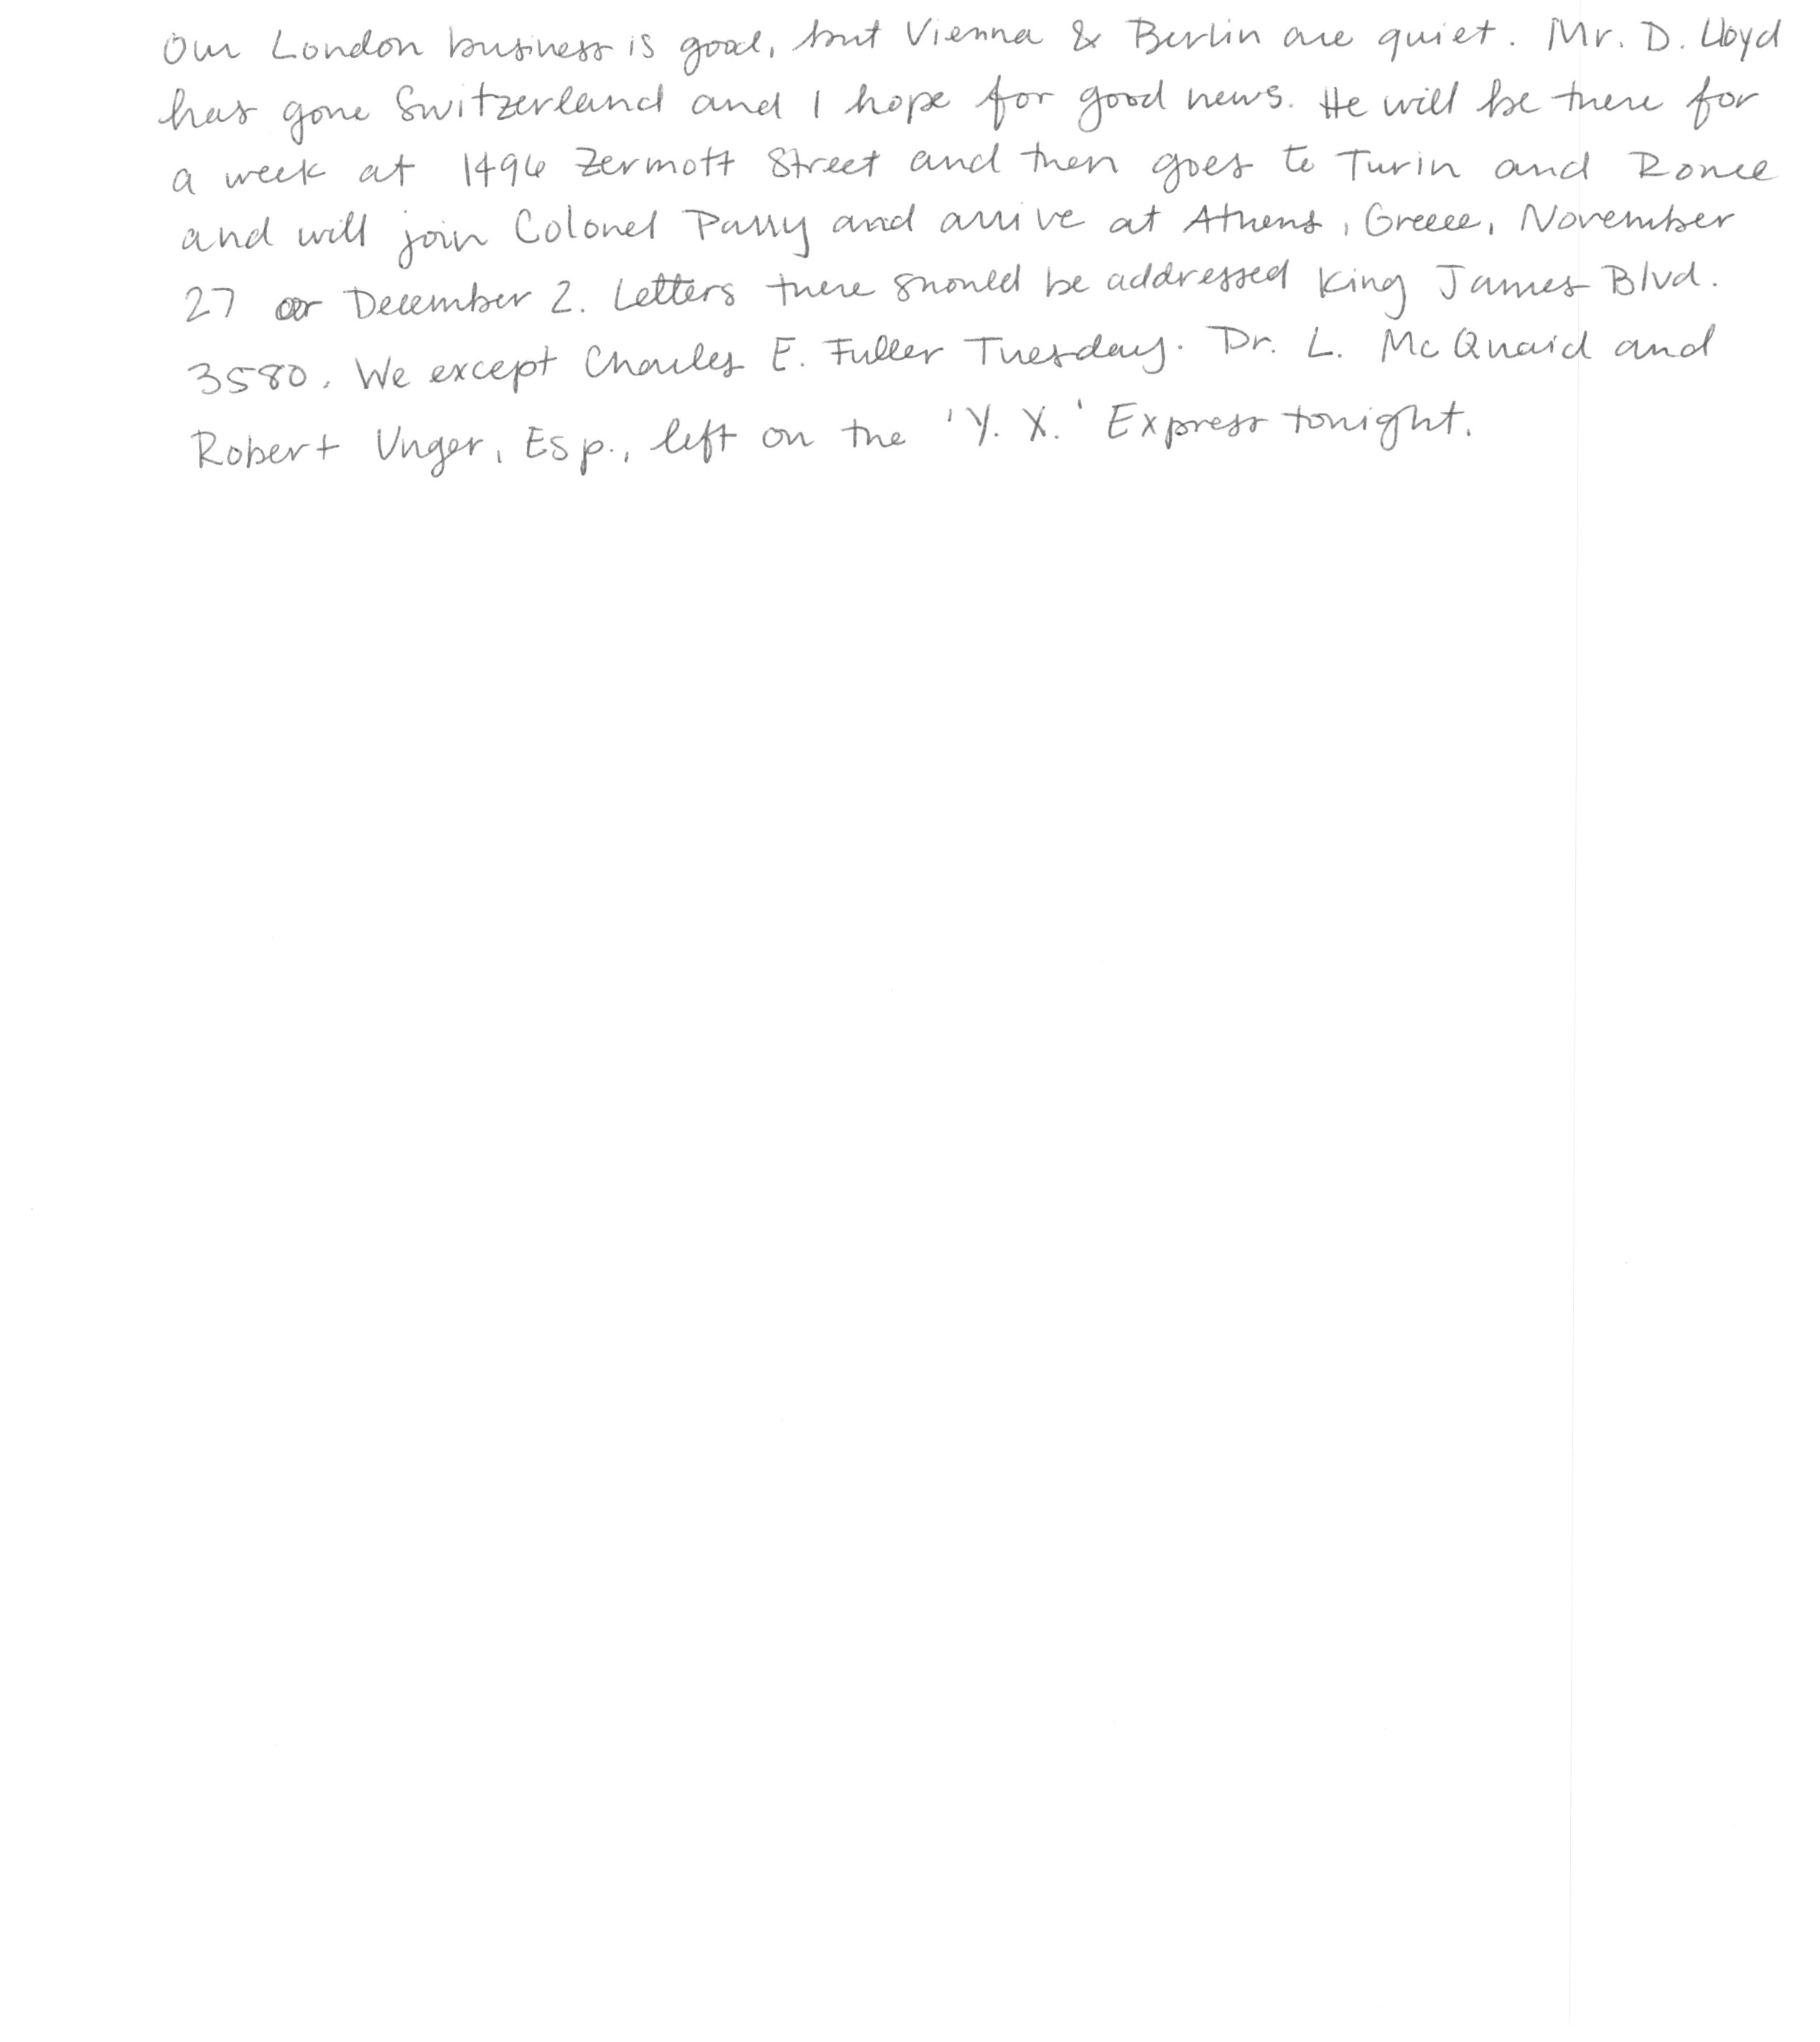 Our London business is good, but Vienna & Berlin are quiet. Mr. D. Lloyd
has gone Switzerland and I hope for good news. He will be there for
a week at 1496 Zermott Street and then goes to Turin and Rome
and will join Colonel Parry and arrive at Athens, Greece, November
27 or December 2. Letters there should be addressed King James Blvd.
3580. We except Charles E. Fuller Tuesday. Dr. L. McQuaid and
Robert Unger, Esp., left on the 'Y. X.' Express tonight.